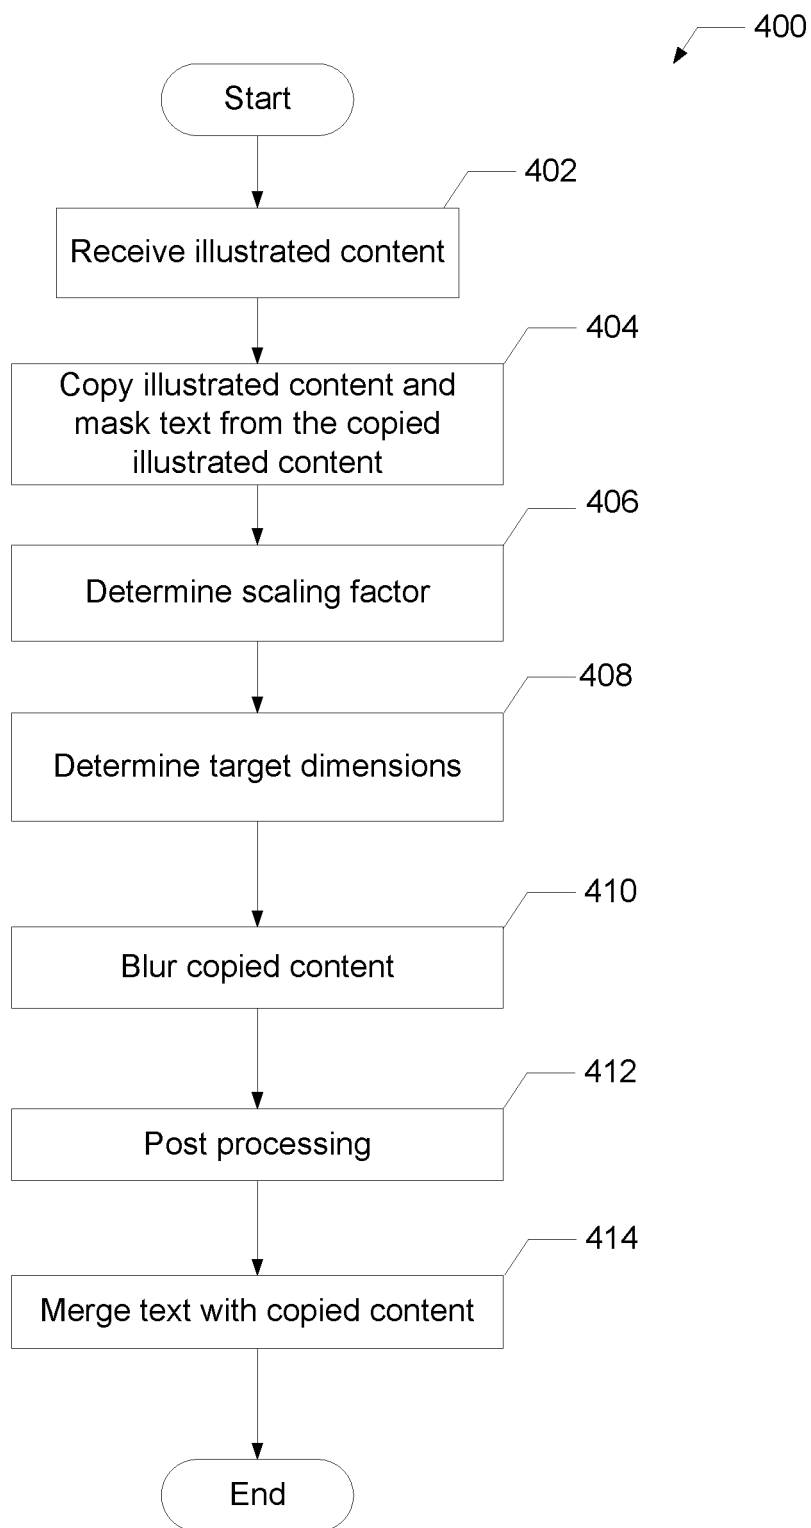 400
Start
402
Receive illustrated content
404
Copy illustrated content and
mask text from the copied
illustrated content
406
Determine scaling factor
408
Determine target dimensions
410
Blur copied content
412
Post processing
414
Merge text with copied content
End